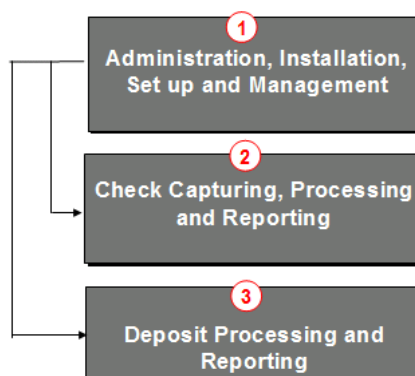 1
Administration, Installation,
Set up and Management
2
Check Capturing, Processing
and Reporting
3
Deposit Processing and
Reporting